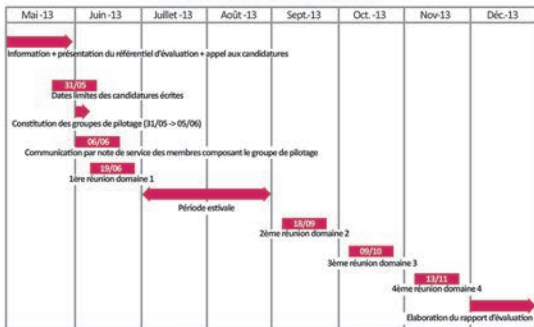 Mai -13 Juin -13 Juillet -13 Août -13 Sept.-13 Oct. -13 Nov-13 Déc.-13
Information + présentation du référentiel d'évaluation + appel aux candidatures
31/05
Dates limites des candidatures écrites
Constitution des groupes de pilotage (31/05 -> 05/06)
06/06
Communication par note de service des membres composant le groupe de pilotage
19/06
1ère réunion domaine 1
Période estivale
18/09
2ème réunion domaine 2
09/10
3ème réunion domaine 3
13/11
4ème réunion domaine 4
Elaboration du rapport d'évaluation